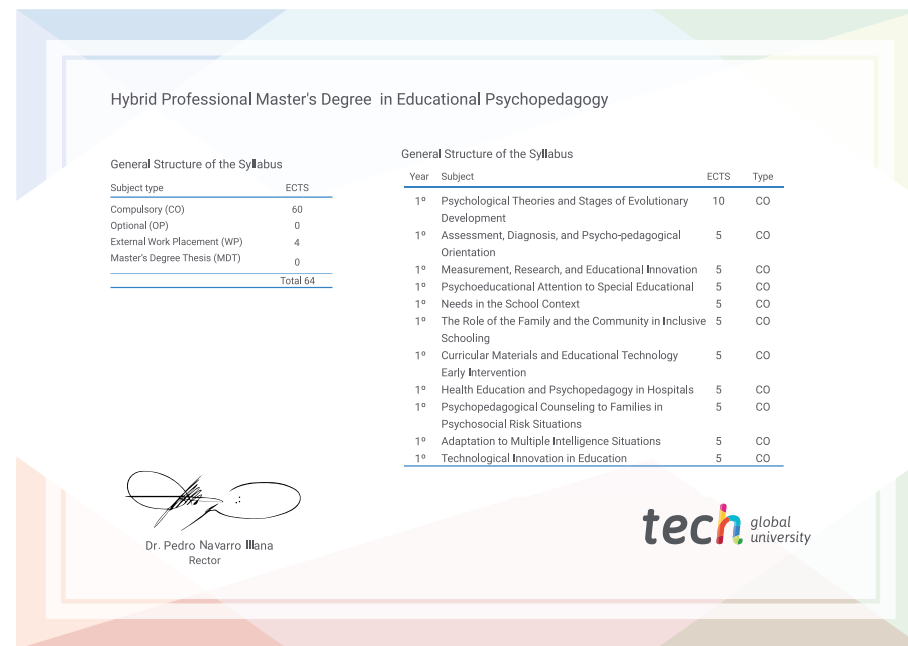 Hybrid Professional Master's Degree in Educational Psychopedagogy
General Structure of the Syllabus
Subject type ECTS
Compulsory (CO) 60
Optional (OP) 0
External Work Placement (WP) 4
Master's Degree Thesis (MDT) 0
Total 64
General Structure of the Syllabus
Year Subject ECTS Type
1º Psychological Theories and Stages of Evolutionary 10 CO
Development
1º Assessment, Diagnosis, and Psycho-pedagogical 5 CO
Orientation
1º Measurement, Research, and Educational Innovation 5 CO
1º Psychoeducational Attention to Special Educational 5 CO
1º Needs in the School Context 5 CO
1º The Role of the Family and the Community in Inclusive 5 CO
Schooling
1º Curricular Materials and Educational Technology 5 CO
Early Intervention
1º Health Education and Psychopedagogy in Hospitals 5 CO
1º Psychopedagogical Counseling to Families in 5 CO
Psychosocial Risk Situations
1º Adaptation to Multiple Intelligence Situations 5 CO
1º Technological Innovation in Education 5 CO
Dr. Pedro Navarro Illana
Rector
tech global
university